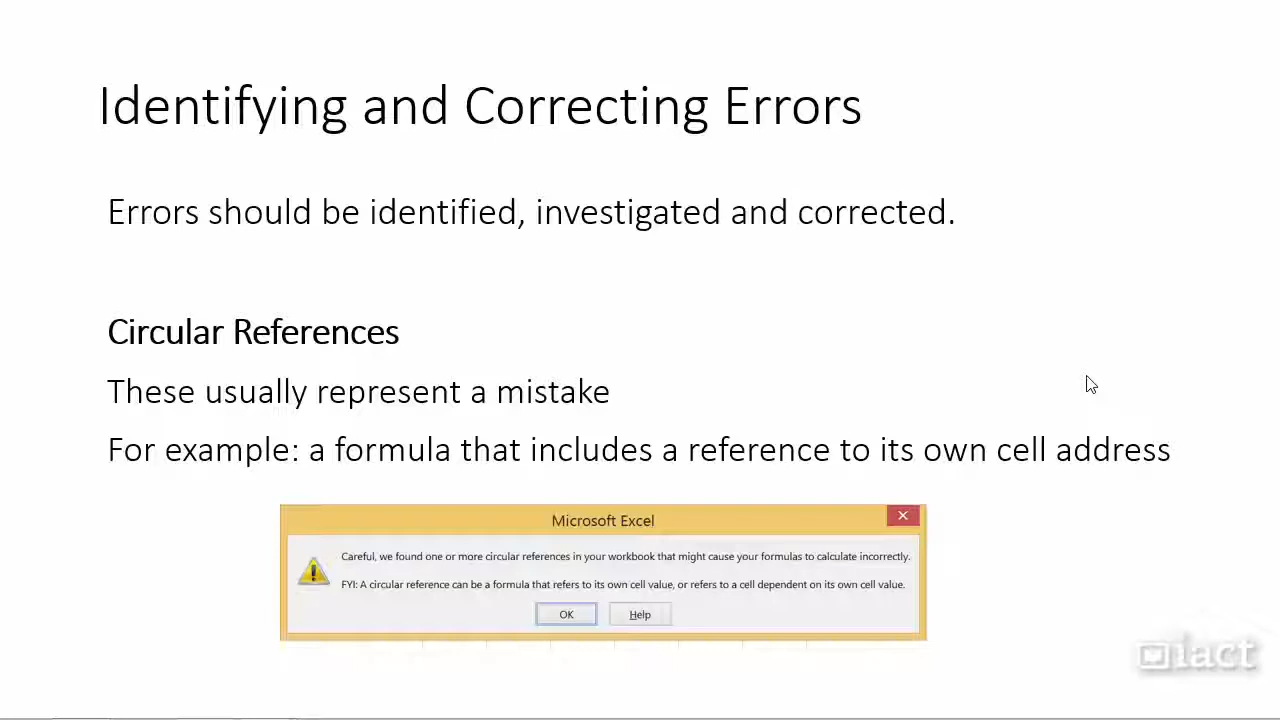 Identifying and Correcting Errors
Errors should be identified, investigated and corrected.
Circular References
These usually represent a mistake
For example: a formula that includes a reference to its own cell address
Microsoft Excel
Careful, we found one or more circular references in your workbook that might cause your formulas to calculate incorrectly.
FYI: A circular reference can be a formula that refers to its own cell value, or refers to a cell dependent on its own cell value.
OK Help
iact